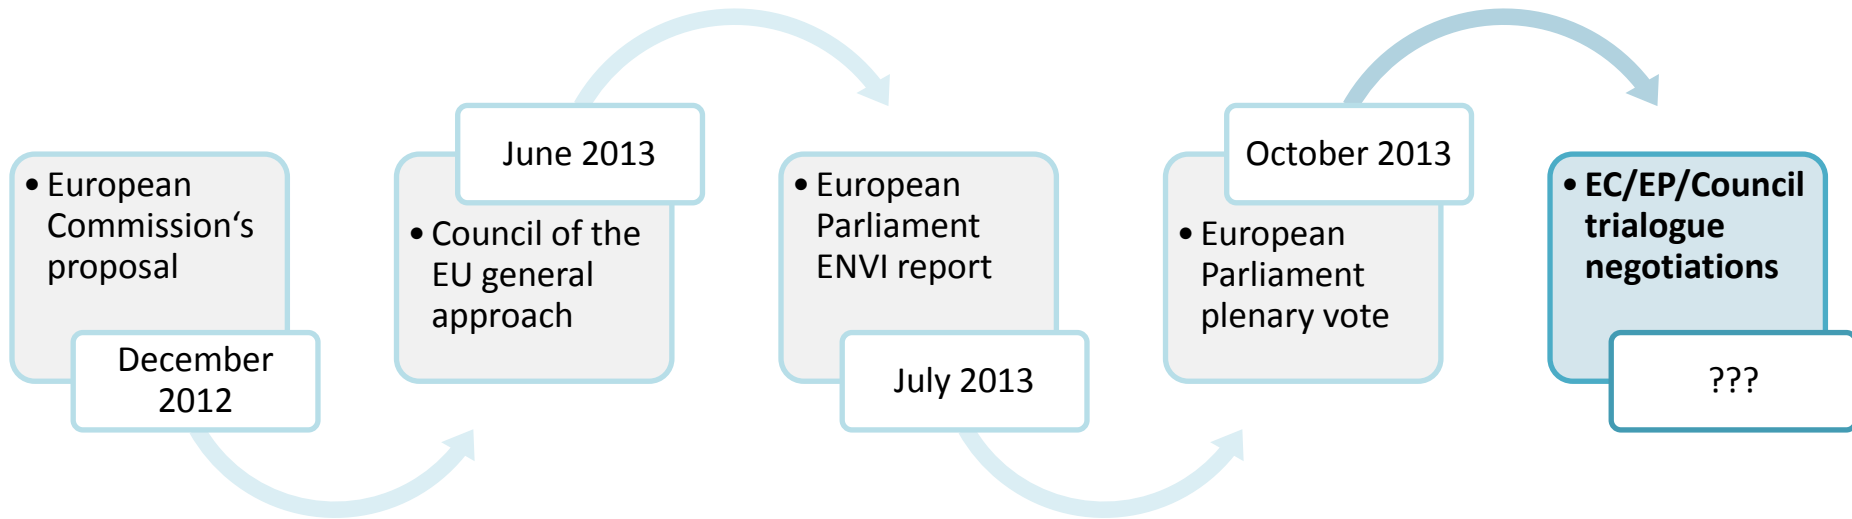 • European
Commission‘s
proposal
December
2012
June 2013
• Council of the
EU general
approach
• European
Parliament
ENVI report
July 2013
October 2013
• European
Parliament
plenary vote
• EC/EP/Council
trialogue
negotiations
???